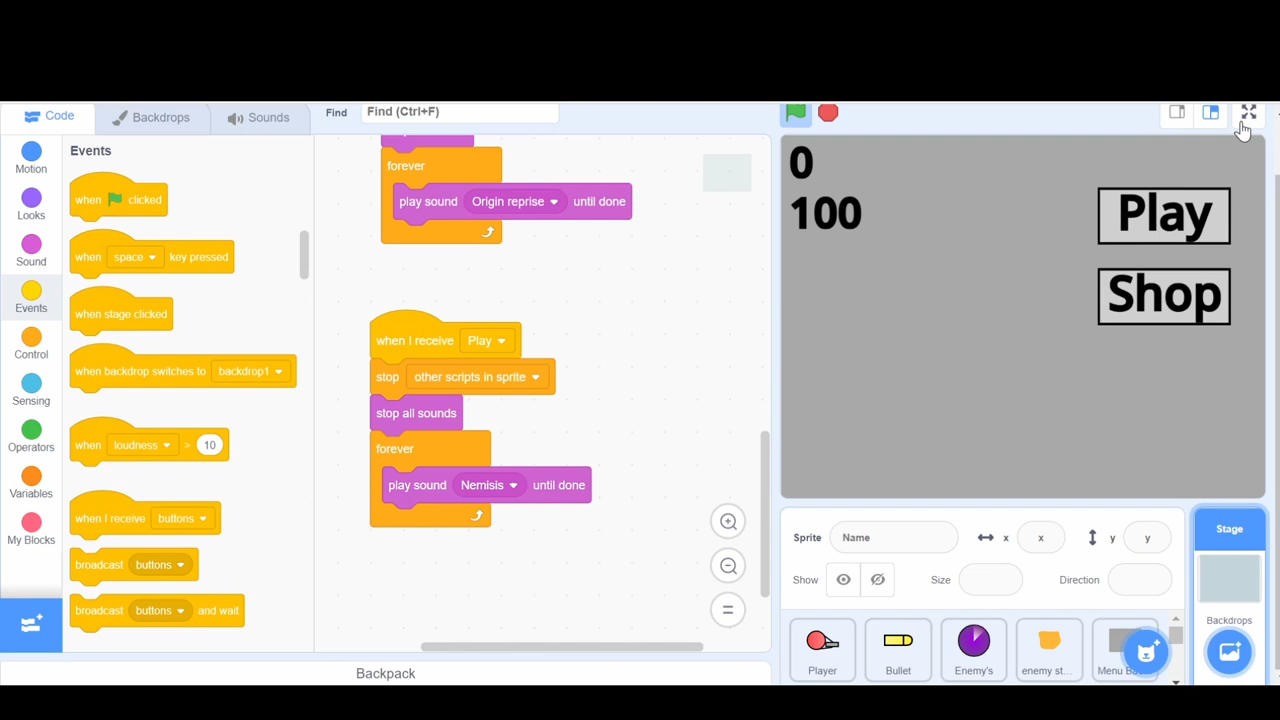 Code
Backdrops
Sounds
Find
Find (Ctrl+F)
Motion
Looks
Sound
Events
Control
Sensing
Operators
Variables
My Blocks
Events
when clicked
when space key pressed
when stage clicked
when backdrop switches to backdrop1
when loudness > 10
when I receive buttons
broadcast buttons
broadcast buttons and wait
forever
play sound Origin reprise until done
when I receive Play
stop other scripts in sprite
stop all sounds
forever
play sound Nemisis until done
Backpack
0
100
Play
Shop
Sprite
Name
x
x
y
y
Show
Size
Direction
Player
Bullet
Enemy's
enemy st...
Menu
Stage
Backdrops